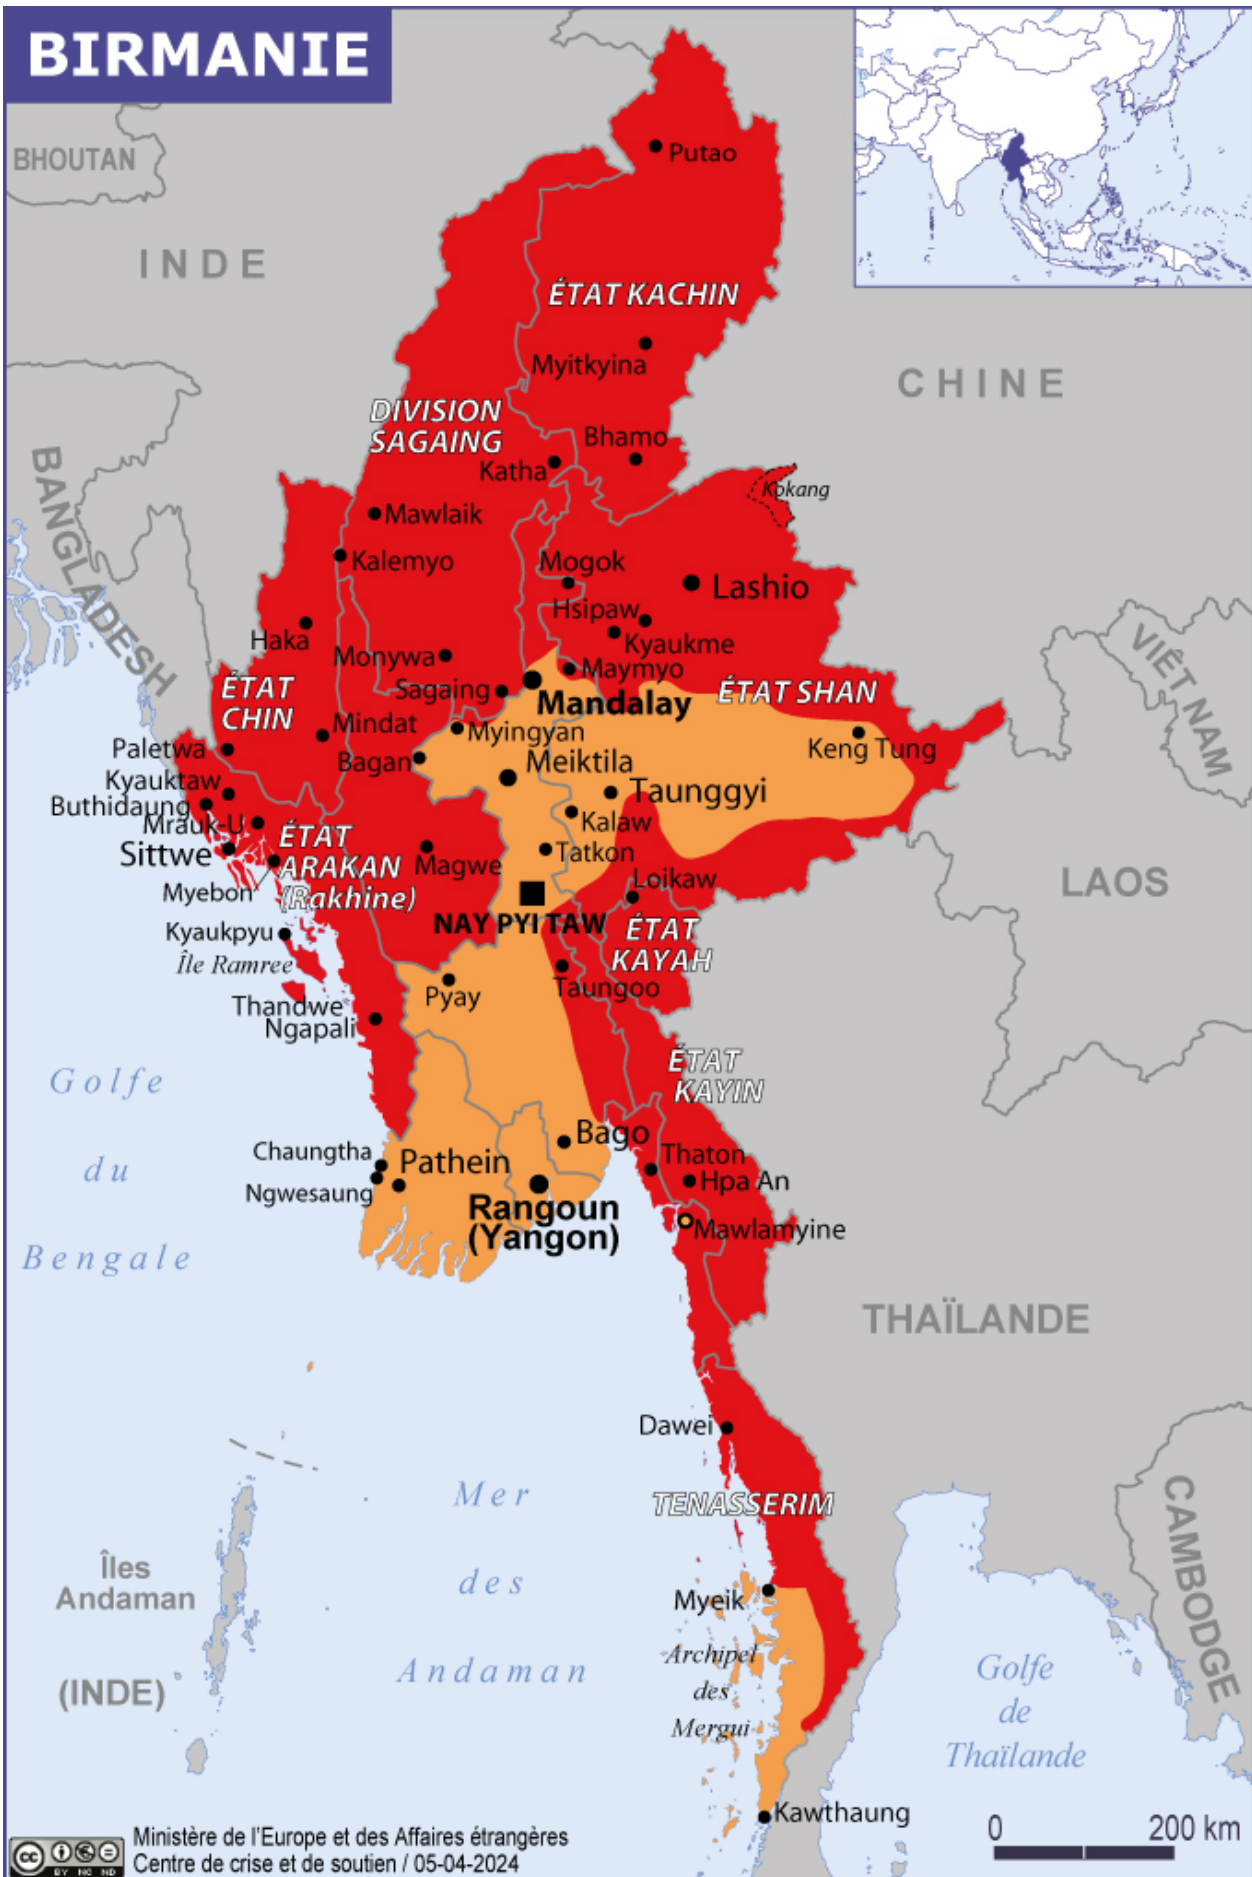 BIRMANIE
BHOUTAN
INDE
Putao
ÉTAT KACHIN
Myitkyina
CHINE
DIVISION
SAGAING
Bhamo
Katha
BANGLADESH
Kokang
Mawlaik
Kalemyo
Mogok
Lashio
Hsipaw
Kyaukme
Haka
Monywa
Maymyo
VIÊT NAM
Sagaing
ÉTAT
CHIN
Mandalay
ÉTAT SHAN
Mindat
Myingyan
Keng Tung
Paletwa
Bagan
Meiktila
Kyauktaw
Taunggyi
Buthidaung
Mrauk-U
Kalaw
ÉTAT
ARAKAN
(Rakhine)
Sittwe
Magwe
Tatkon
Loikaw
LAOS
Myebon
NAY PYI TAW
ÉTAT
KAYAH
Kyaukpyu
Île Ramree
Pyay
Taungoo
Thandwe
Ngapali
ÉTAT
KAYIN
Golfe
du
Bengale
Bago
Chaungtha
Pathein
Thaton
Hpa An
Ngwesaung
Rangoun
(Yangon)
Mawlamyine
THAÏLANDE
Dawei
Mer
des
Andaman
TENASSERIM
CAMBODGE
Îles
Andaman
(INDE)
Myeik
Archipel
des
Mergui
Golfe
de
Thaïlande
Kawthaung
0 200 km
cc BY NC ND
Ministère de l'Europe et des Affaires étrangères
Centre de crise et de soutien / 05-04-2024